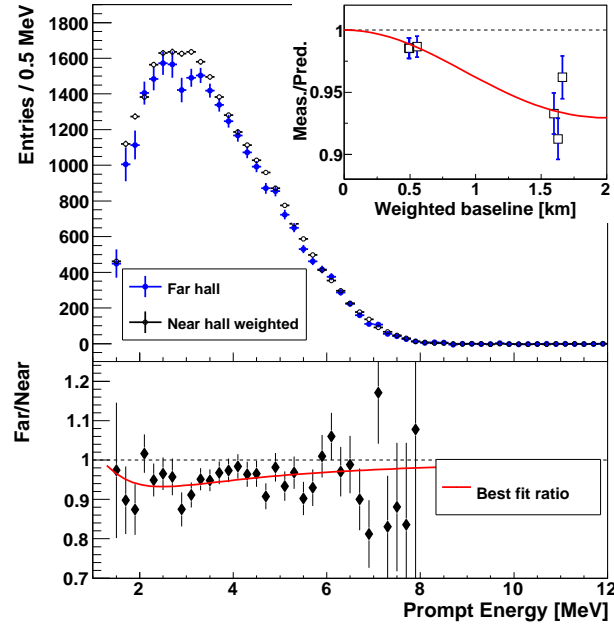 Entries / 0.5 MeV
1800
1600
1400
1200
1000
800
600
400
200
0
Far hall
Near hall weighted
Meas./Pred.
1
0.95
0.9
0 0.5 1 1.5 2
Weighted baseline [km]
Far/Near
1.2
1.1
1
0.9
0.8
0.7
Best fit ratio
2 4 6 8 10 12
Prompt Energy [MeV]